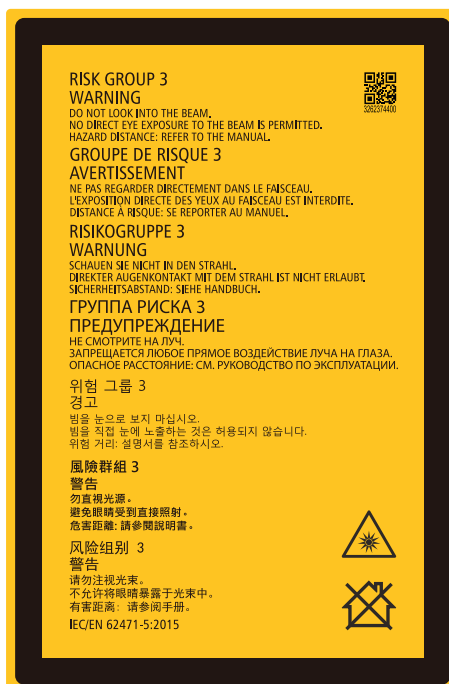 RISK GROUP 3
WARNING
DO NOT LOOK INTO THE BEAM.
NO DIRECT EYE EXPOSURE TO THE BEAM IS PERMITTED.
HAZARD DISTANCE: REFER TO THE MANUAL.
3262374400
GROUPE DE RISQUE 3
AVERTISSEMENT
NE PAS REGARDER DIRECTEMENT DANS LE FAISCEAU.
L'EXPOSITION DIRECTE DES YEUX AU FAISCEAU EST INTERDITE.
DISTANCE À RISQUE: SE REPORTER AU MANUEL.
RISIKOGRUPPE 3
WARNUNG
SCHAUEN SIE NICHT IN DEN STRAHL.
DIREKTER AUGENKONTAKT MIT DEM STRAHL IST NICHT ERLAUBT.
SICHERHEITSABSTAND: SIEHE HANDBUCH.
ГРУППА РИСКА 3
ПРЕДУПРЕЖДЕНИЕ
НЕ СМОТРИТЕ НА ЛУЧ.
ЗАПРЕЩАЕТСЯ ЛЮБОЕ ПРЯМОЕ ВОЗДЕЙСТВИЕ ЛУЧА НА ГЛАЗА.
ОПАСНОЕ РАССТОЯНИЕ: СМ. РУКОВОДСТВО ПО ЭКСПЛУАТАЦИИ.
위험 그룹 3
경고
빔을 눈으로 보지 마십시오.
빔을 직접 눈에 노출하는 것은 허용되지 않습니다.
위험 거리: 설명서를 참조하시오.
風險群組 3
警告
勿直視光源。
避免眼睛受到直接照射。
危害距離: 請參閱說明書。
风险组别 3
警告
请勿注视光束。
不允许将眼睛暴露于光束中。
有害距离：请参阅手册。
IEC/EN 62471-5:2015